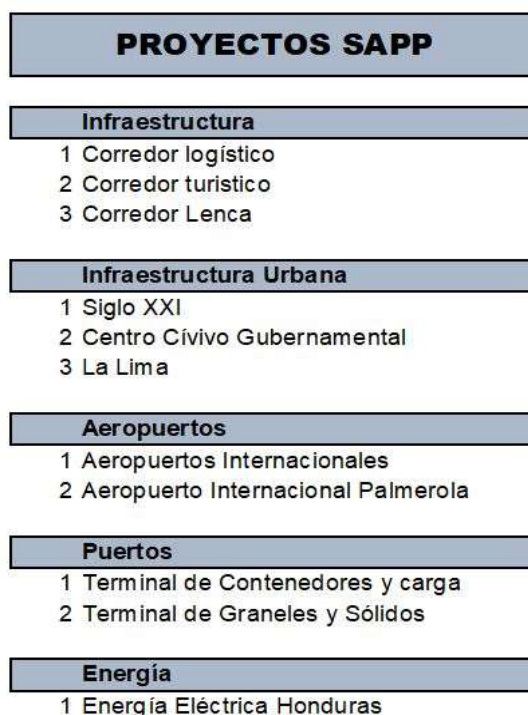 PROYECTOS SAPP
Infraestructura
1 Corredor logístico
2 Corredor turistico
3 Corredor Lenca
Infraestructura Urbana
1 Siglo XXI
2 Centro Cívivo Gubernamental
3 La Lima
Aeropuertos
1 Aeropuertos Internacionales
2 Aeropuerto Internacional Palmerola
Puertos
1 Terminal de Contenedores y carga
2 Terminal de Graneles y Sólidos
Energía
1 Energía Eléctrica Honduras